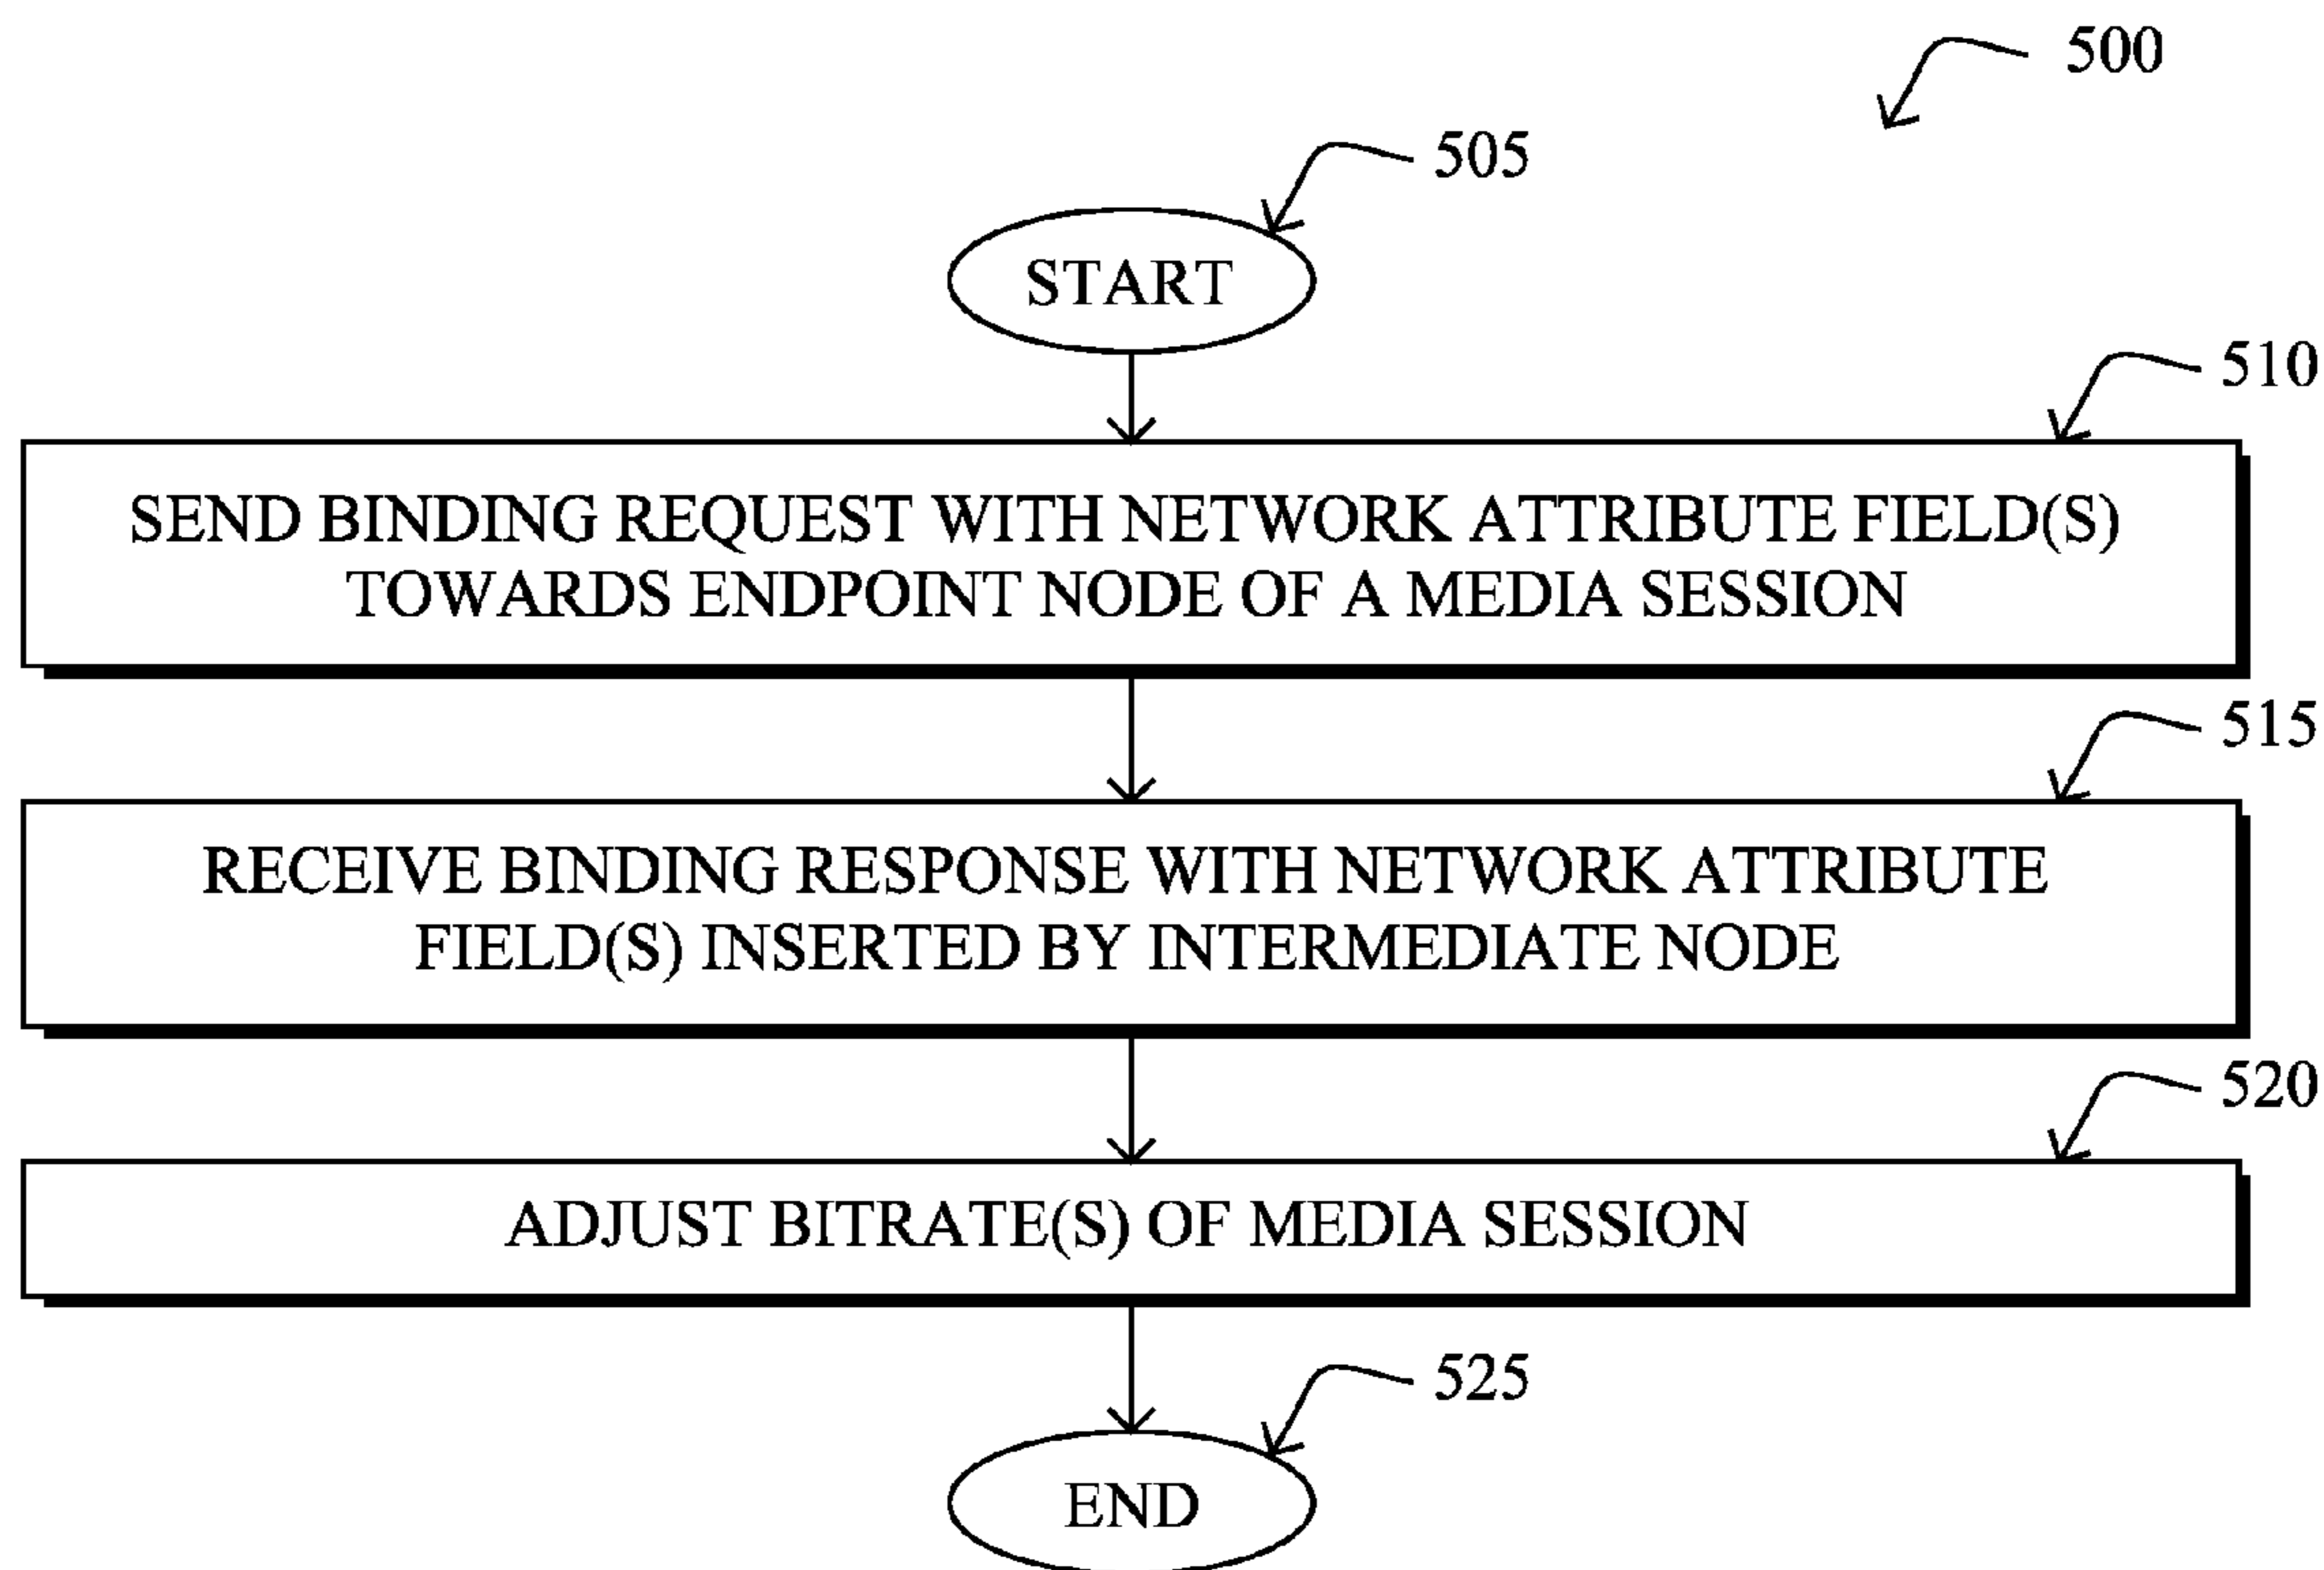 500
505
START
510
SEND BINDING REQUEST WITH NETWORK ATTRIBUTE FIELD(S)
TOWARDS ENDPOINT NODE OF A MEDIA SESSION
515
RECEIVE BINDING RESPONSE WITH NETWORK ATTRIBUTE
FIELD(S) INSERTED BY INTERMEDIATE NODE
520
ADJUST BITRATE(S) OF MEDIA SESSION
525
END